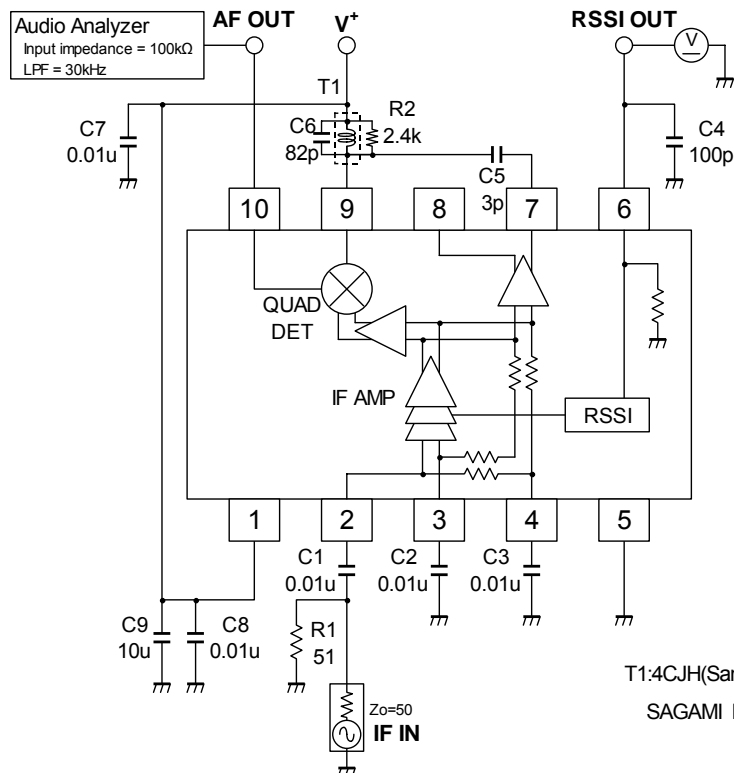 Audio Analyzer
Input impedance = 100kΩ
LPF = 30kHz
AF OUT
V+
RSSI OUT
V
T1
C7
0.01u
C6
82p
R2
2.4k
C5
3p
C4
100p
10
9
8
7
6
QUAD
DET
IF AMP
RSSI
1
2
3
4
5
C1
0.01u
C2
0.01u
C3
0.01u
C9
10u
C8
0.01u
R1
51
Zo=50
IF IN
T1:4CJH(Sa
SAGAMI